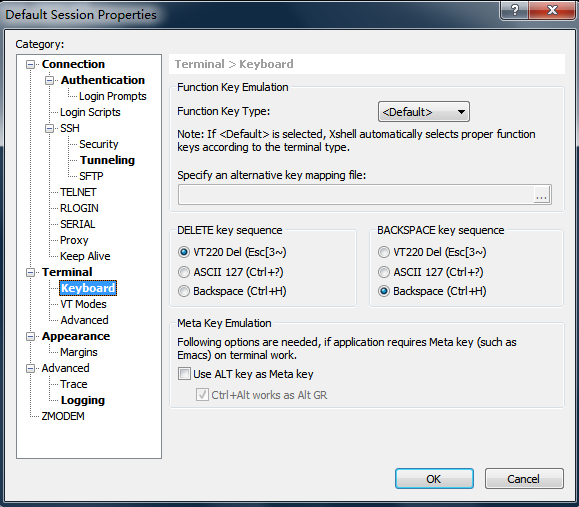 Default Session Properties
?
X
Category:
Connection
Authentication
Login Prompts
Login Scripts
SSH
Security
Tunneling
SFTP
TELNET
RLOGIN
SERIAL
Proxy
Keep Alive
Terminal
Keyboard
VT Modes
Advanced
Appearance
Margins
Advanced
Trace
Logging
ZMODEM
Terminal > Keyboard
Function Key Emulation
Function Key Type:
<Default>
Note: If <Default> is selected, Xshell automatically selects proper function
keys according to the terminal type.
Specify an alternative key mapping file:
...
DELETE key sequence
VT220 Del (Esc[3~)
ASCII 127 (Ctrl+?)
Backspace (Ctrl+H)
BACKSPACE key sequence
VT220 Del (Esc[3~)
ASCII 127 (Ctrl+?)
Backspace (Ctrl+H)
Meta Key Emulation
Following options are needed, if application requires Meta key (such as
Emacs) on terminal work.
Use ALT key as Meta key
Ctrl+Alt works as Alt GR
OK
Cancel